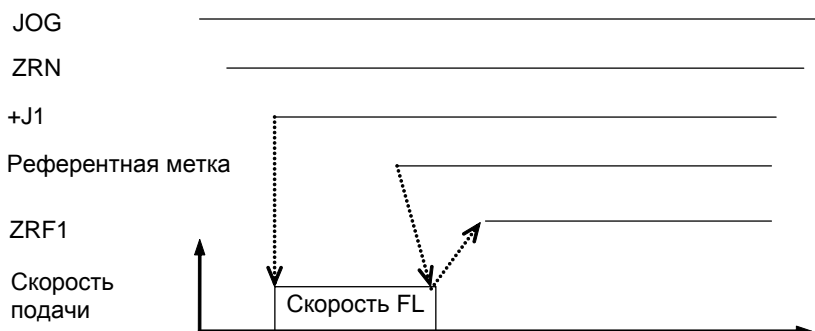 JOG
ZRN
+J1
Референтная метка
ZRF1
Скорость
подачи
Скорость FL